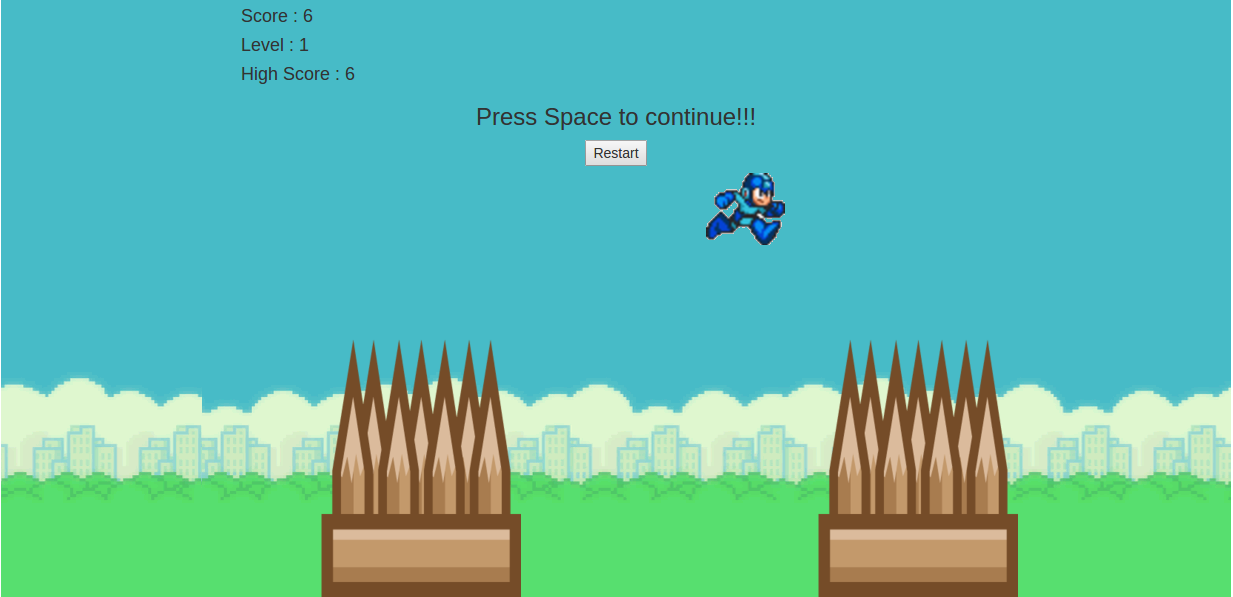 Score : 6
Level : 1
High Score : 6
Press Space to continue!!!
Restart